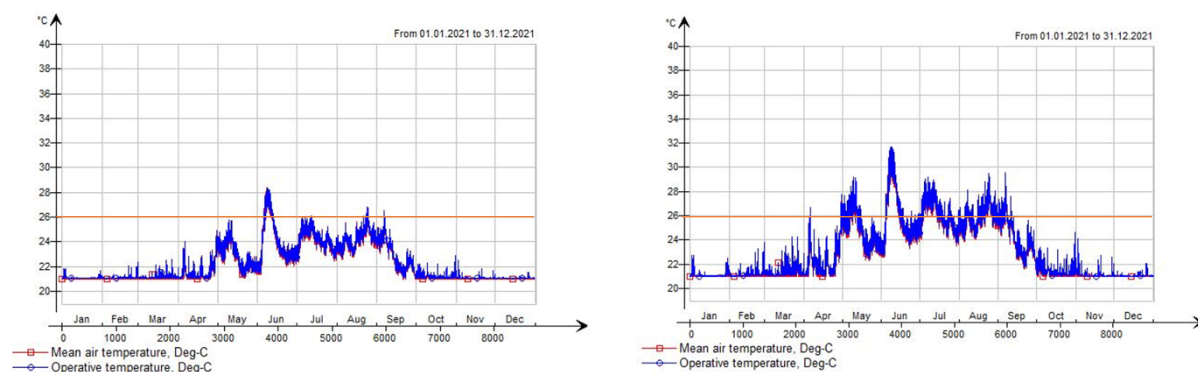 °C
From 01.01.2021 to 31.12.2021
40
38
36
34
32
30
28
26
24
22
20
Jan Feb Mar Apr May Jun Jul Aug Sep Oct Nov Dec
0 1000 2000 3000 4000 5000 6000 7000 8000
Mean air temperature, Deg-C
Operative temperature, Deg-C
°C
From 01.01.2021 to 31.12.2021
40
38
36
34
32
30
28
26
24
22
20
Jan Feb Mar Apr May Jun Jul Aug Sep Oct Nov Dec
0 1000 2000 3000 4000 5000 6000 7000 8000
Mean air temperature, Deg-C
Operative temperature, Deg-C